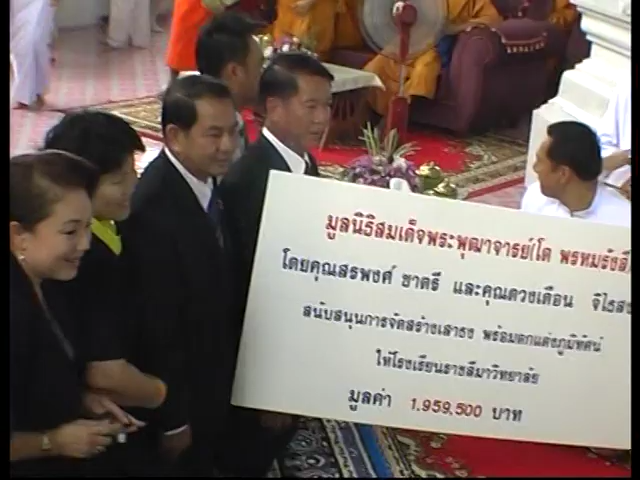 มูลนิธิสมเด็จพระพุฒาจารย์(โต พรหมรังสี
โดยคุณสรพงศ์ ชาตรี และคุณดวงเดือน จิไธสง
สนับสนุนการจัดสร้างเสาธง พร้อมตกแต่งภูมิทัศน์
ให้โรงเรียนราชสีมาวิทยาลัย
มูลค่า 1,959,500 บาท